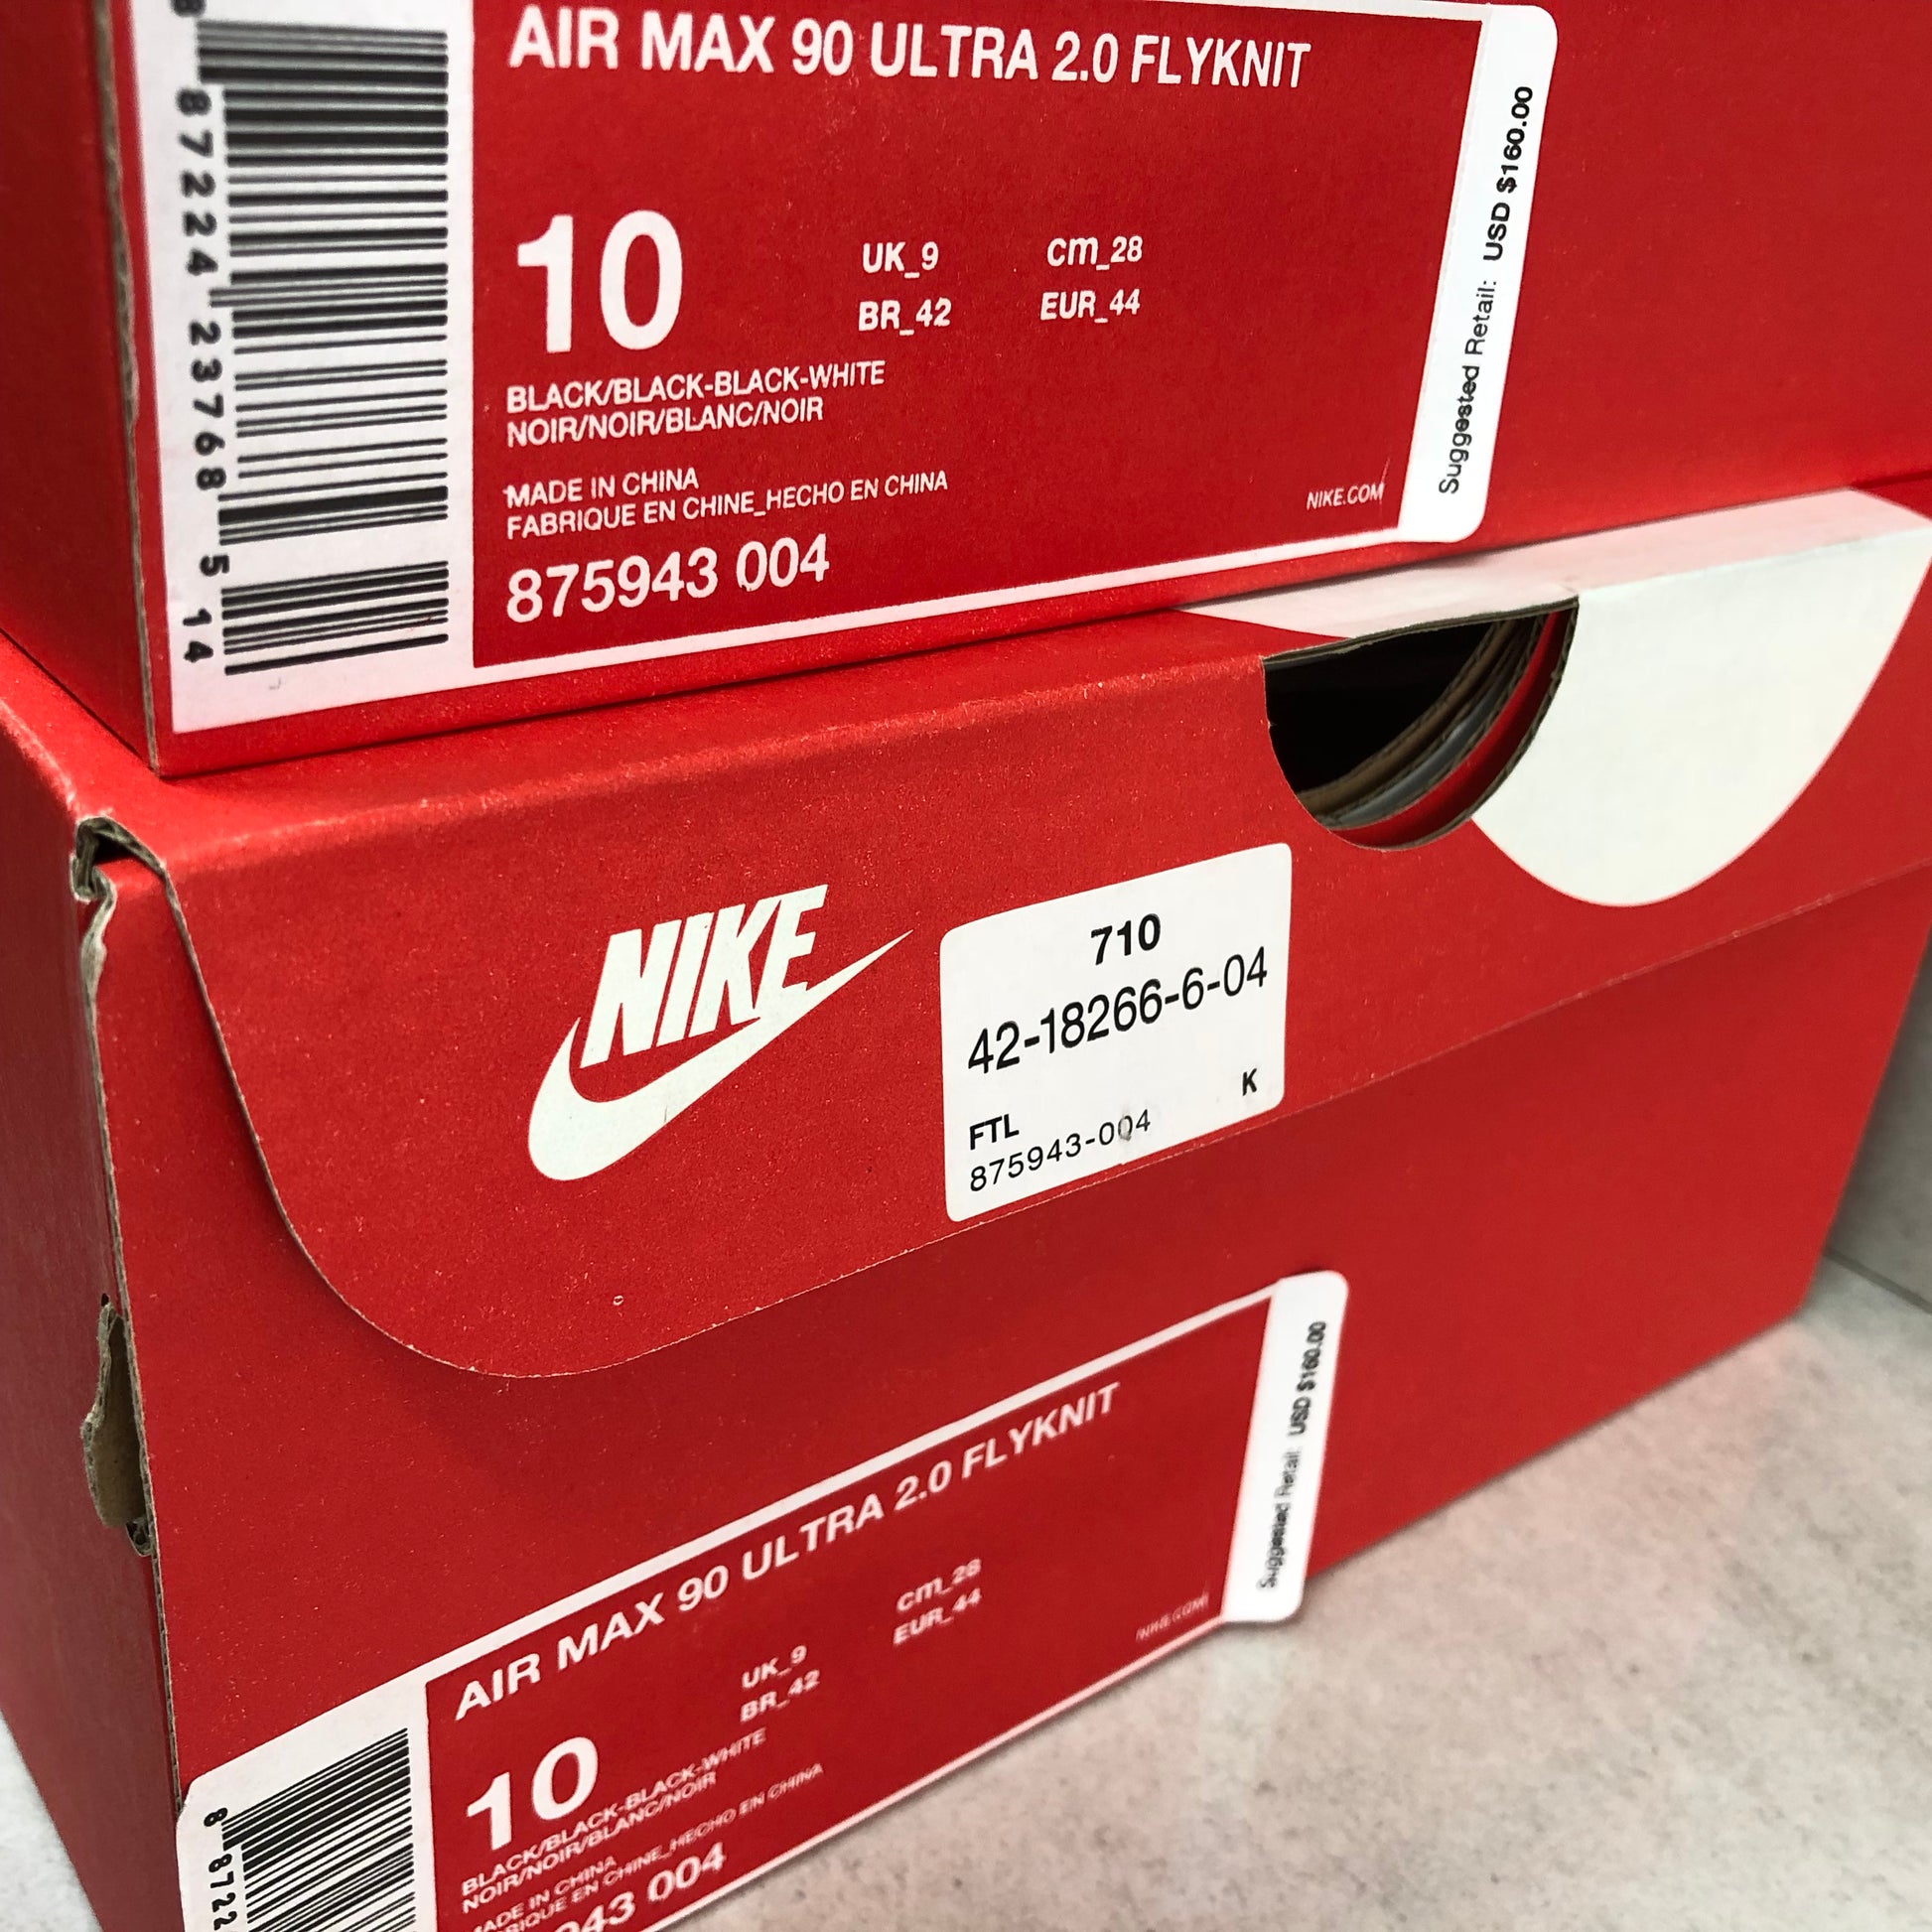 AIR MAX 90 ULTRA 2.0 FLYKNIT
10
UK_9
cm_28
BR_42
EUR_44
BLACK/BLACK-BLACK-WHITE
NOIR/NOIR/BLANC/NOIR
MADE IN CHINA
FABRIQUE EN CHINE_HECHO EN CHINA
NIKE.COM
875943 004
8 87224 23768 5 14
Suggested Retail: USD $160.00
NIKE
710
42-18266-6-04
K
FTL
875943-004
AIR MAX 90 ULTRA 2.0 FLYKNIT
10
UK_9
cm_28
BR_42
EUR_44
BLACK/BLACK-BLACK-WHITE
NOIR/NOIR/BLANC/NOIR
MADE IN CHINA
FABRIQUE EN CHINE_HECHO EN CHINA
NIKE.COM
943 004
8 8722
Suggested Retail: USD $160.00